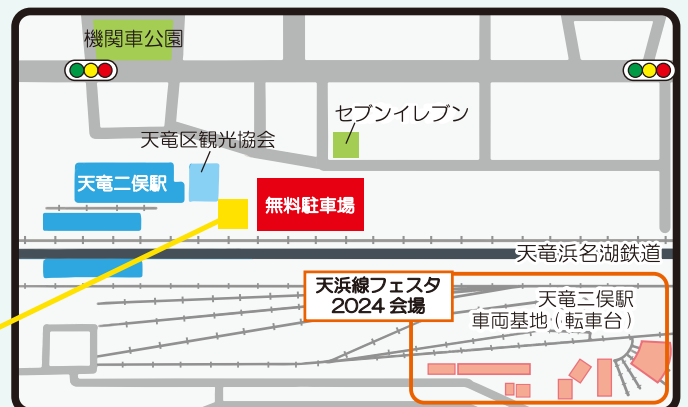 機関車公園
セブンイレブン
天竜区観光協会
天竜二俣駅
無料駐車場
天竜浜名湖鉄道
天浜線フェスタ
2024 会場
天竜二俣駅
車両基地（転車台）